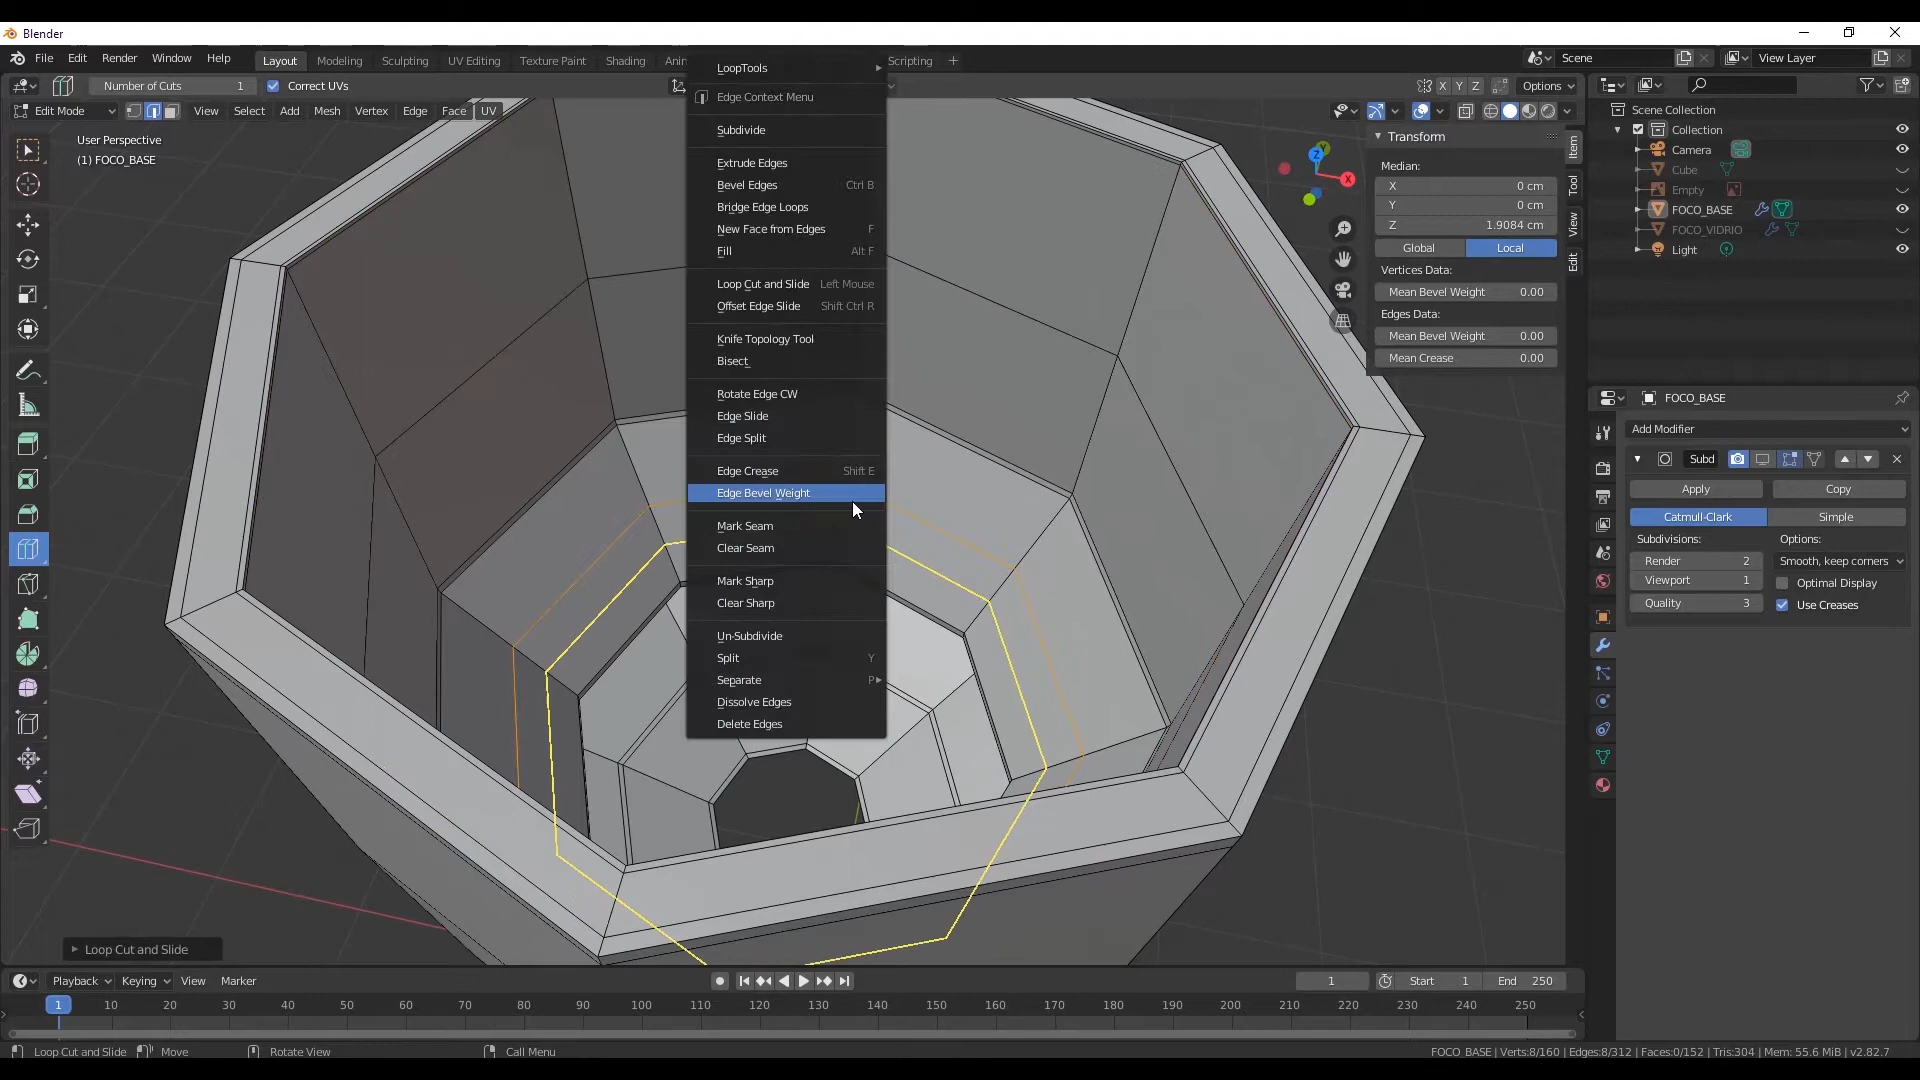 Blender
File Edit Render Window Help Layout Modeling Sculpting UV Editing Texture Paint Shading Scripting + Scene View Layer
Number of Cuts 1 Correct UVs X Y Z Options
Edit Mode View Select Add Mesh Vertex Edge Face UV
User Perspective
(1) FOCO_BASE
LoopTools
Edge Context Menu
Subdivide
Extrude Edges
Bevel Edges Ctrl B
Bridge Edge Loops
New Face from Edges F
Fill Alt F
Loop Cut and Slide Left Mouse
Offset Edge Slide Shift Ctrl R
Knife Topology Tool
Bisect
Rotate Edge CW
Edge Slide
Edge Split
Edge Crease Shift E
Edge Bevel Weight
Mark Seam
Clear Seam
Mark Sharp
Clear Sharp
Un-Subdivide
Split Y
Separate P
Dissolve Edges
Delete Edges
Z
Y
X
Transform
Median:
X 0 cm
Y 0 cm
Z 1.9084 cm
Global Local
Vertices Data:
Mean Bevel Weight 0.00
Edges Data:
Mean Bevel Weight 0.00
Mean Crease 0.00
Item
Tool
View
Edit
Scene Collection
Collection
Camera
Cube
Empty
FOCO_BASE
FOCO_VIDRIO
Light
FOCO_BASE
Add Modifier
Subd
Apply Copy
Catmull-Clark Simple
Subdivisions: Options:
Render 2 Smooth, keep corners
Viewport 1 Optimal Display
Quality 3 Use Creases
Loop Cut and Slide
Playback Keying View Marker 1 Start 1 End 250
1 10 20 30 40 50 60 70 80 90 100 110 120 130 140 150 160 170 180 190 200 210 220 230 240 250
Loop Cut and Slide Move Rotate View Call Menu FOCO_BASE | Verts:8/160 | Edges:8/312 | Faces:0/152 | Tris:304 | Mem: 55.6 MiB | v2.82.7